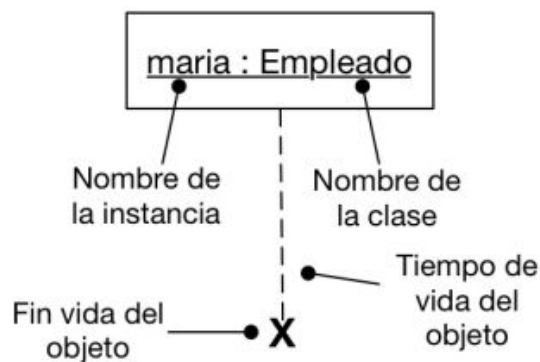 maria : Empleado
Nombre de
la instancia
Nombre de
la clase
Tiempo de
vida del
objeto
Fin vida del
objeto
X